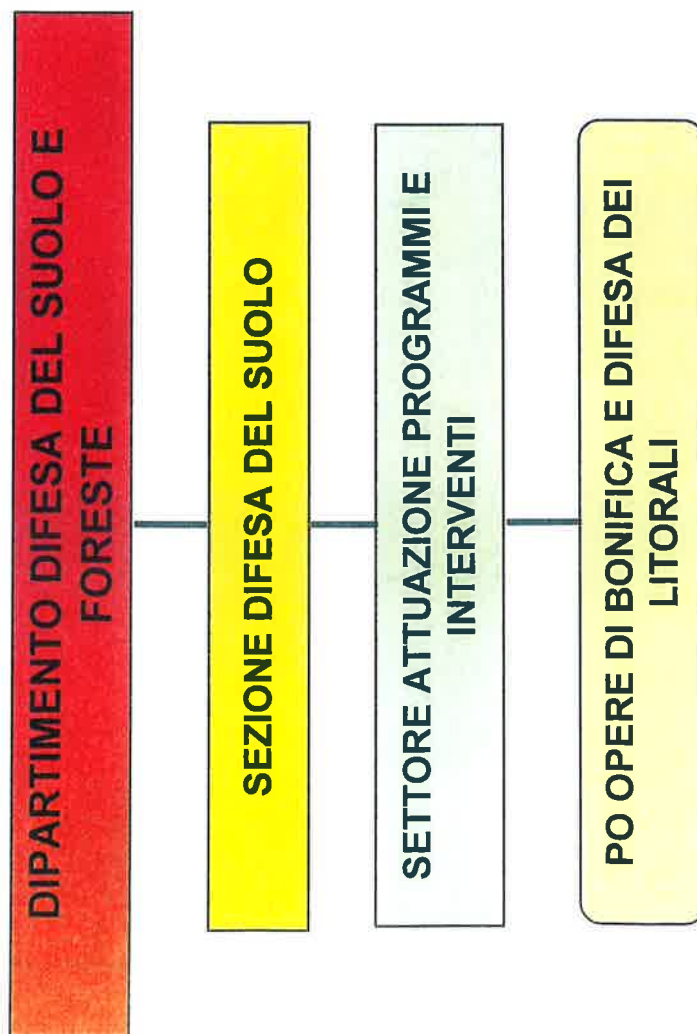 DIPARTIMENTO DIFESA DEL SUOLO E
FORESTE
SEZIONE DIFESA DEL SUOLO
SETTORE ATTUAZIONE PROGRAMMI E
INTERVENTI
PO OPERE DI BONIFICA E DIFESA DEI
LITORALI